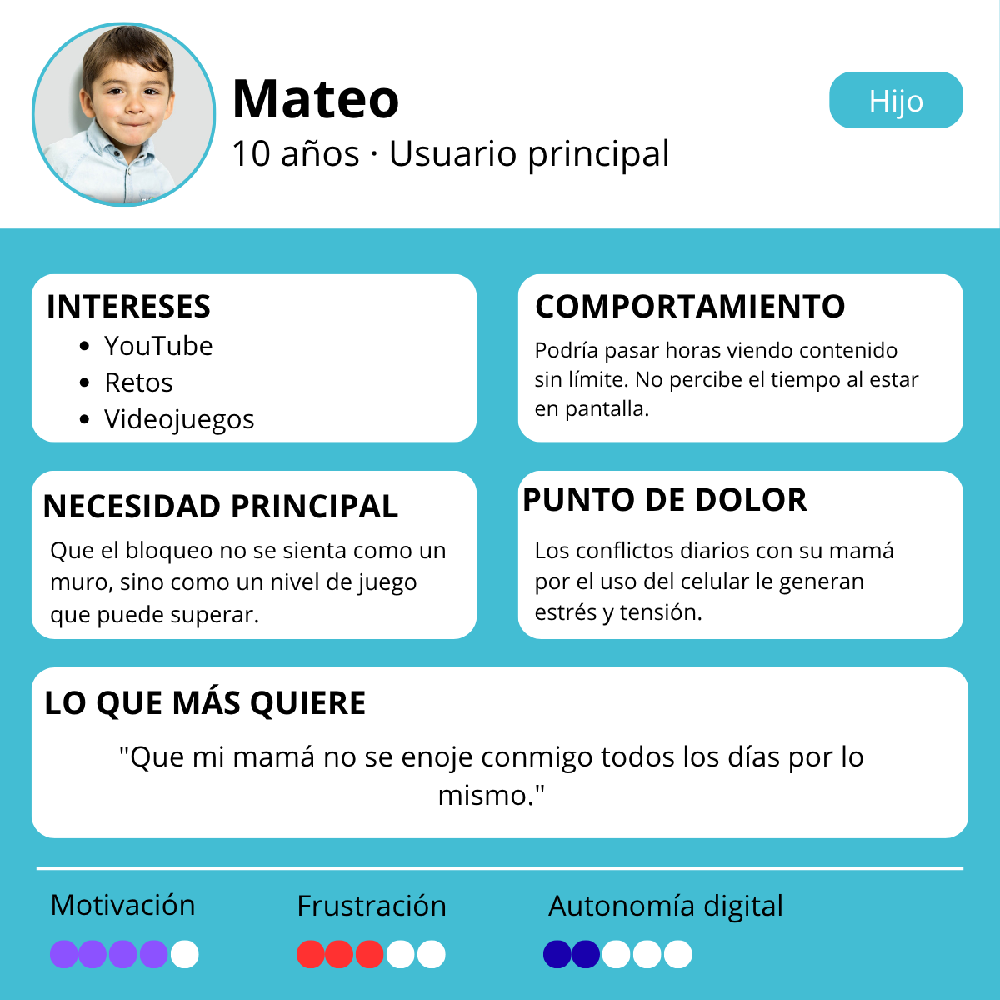 Mateo
10 años · Usuario principal
Hijo
INTERESES
• YouTube
• Retos
• Videojuegos
COMPORTAMIENTO
Podría pasar horas viendo contenido
sin límite. No percibe el tiempo al estar
en pantalla.
NECESIDAD PRINCIPAL
Que el bloqueo no se sienta como un
muro, sino como un nivel de juego
que puede superar.
PUNTO DE DOLOR
Los conflictos diarios con su mamá
por el uso del celular le generan
estrés y tensión.
LO QUE MÁS QUIERE
"Que mi mamá no se enoje conmigo todos los días por lo
mismo."
Motivación
Frustración
Autonomía digital